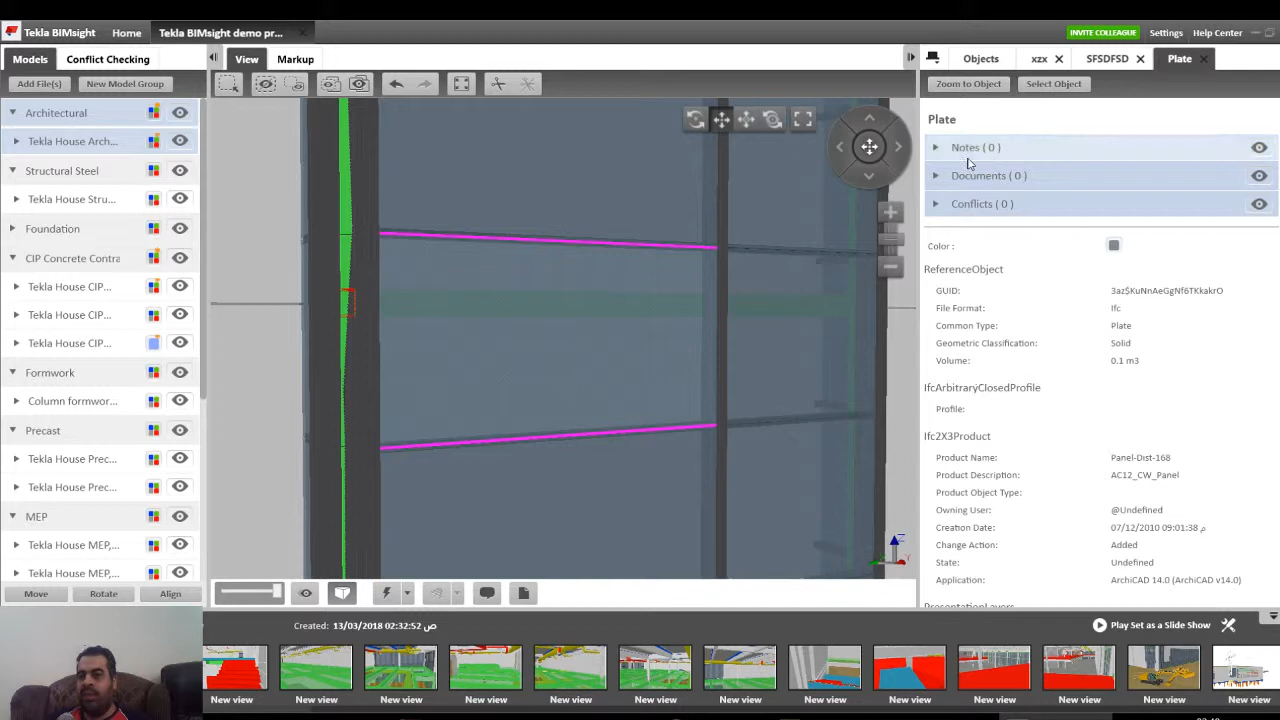 Tekla BIMsight
Home
Tekla BIMsight demo pr...
INVITE COLLEAGUE
Settings
Help Center
Models
Conflict Checking
View
Markup
Objects
xzx
SFSDFSD
Plate
Add File(s)
New Model Group
Zoom to Object
Select Object
Architectural
Tekla House Arch...
Structural Steel
Tekla House Stru...
Foundation
CIP Concrete Contra
Tekla House CIP...
Tekla House CIP...
Tekla House CIP...
Formwork
Column formwor...
Precast
Tekla House Prec...
Tekla House Prec...
MEP
Tekla House MEP,...
Tekla House MEP,...
Move
Rotate
Align
Plate
Notes ( 0 )
Documents ( 0 )
Conflicts ( 0 )
Color :
ReferenceObject
GUID: 3az$KuNnAeGgNf6TKkakrO
File Format: Ifc
Common Type: Plate
Geometric Classification: Solid
Volume: 0.1 m3
IfcArbitraryClosedProfile
Profile:
Ifc2X3Product
Product Name: Panel-Dist-168
Product Description: AC12_CW_Panel
Product Object Type:
Owning User: @Undefined
Creation Date: 07/12/2010 09:01:38 م
Change Action: Added
State: Undefined
Application: ArchiCAD 14.0 (ArchiCAD v14.0)
PresentationLayers
Created: 13/03/2018 02:32:52 ص
Play Set as a Slide Show
New view
New view
New view
New view
New view
New view
New view
New view
New view
New view
New view
New view
New view